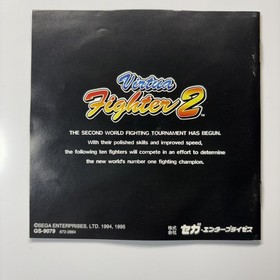 Virtua
Fighter 2
THE SECOND WORLD FIGHTING TOURNAMENT HAS BEGUN.
With their polished skills and improved speed,
the following ten fighters will compete in an effort to determine
the new world's number one fighting champion.
©SEGA ENTERPRISES, LTD. 1994, 1995
GS-9079 672-2664
株式会社 セガ・エンタープライゼス